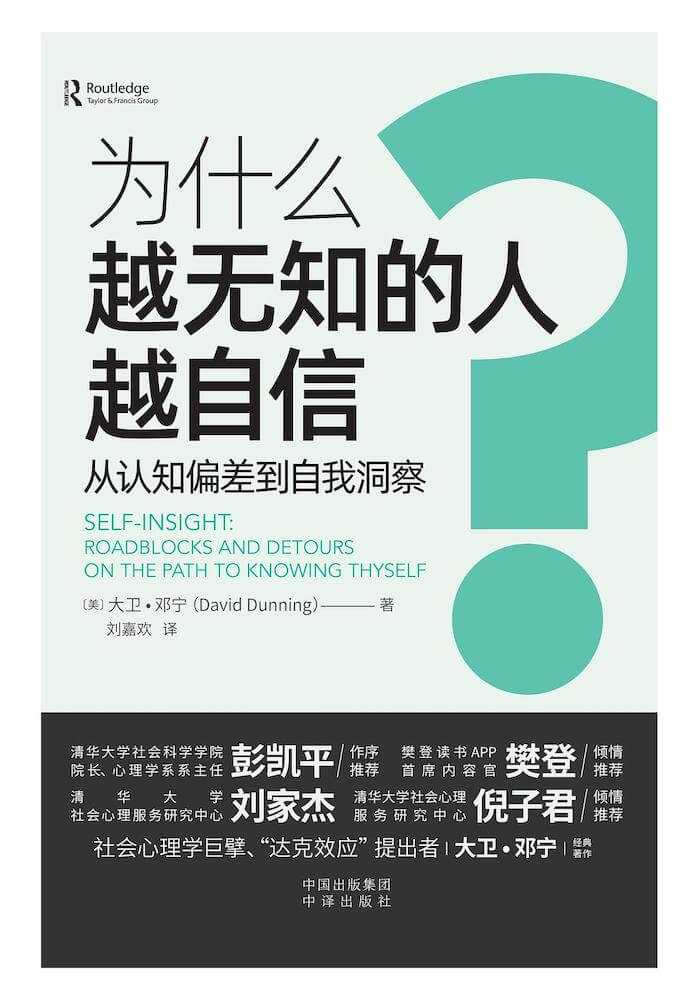 Routledge
Taylor & Francis Group
ROUTLEDGE
为什么
越无知的人
越自信
从认知偏差到自我洞察
SELF-INSIGHT:
ROADBLOCKS AND DETOURS
ON THE PATH TO KNOWING THYSELF
〔美〕大卫·邓宁（David Dunning）——— 著
刘嘉欢 译
清华大学社会科学学院
院长、心理学系系主任 彭凯平/作序
推荐
樊登读书APP
首席内容官 樊登/倾情
推荐
清华大学
社会心理服务研究中心 刘家杰
清华大学社会心理
服务研究中心 倪子君/倾情
推荐
社会心理学巨擘、“达克效应”提出者|大卫·邓宁|经典
著作
中国出版集团
中译出版社